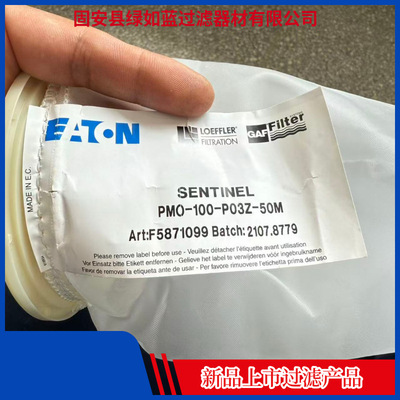 固安县绿如蓝过滤器材有限公司
EATON
LOEFFLER
FILTRATION
GAF Filter
MADE IN E.C.
SENTINEL
PMO-100-P03Z-50M
Art:F5871099 Batch: 2107.8779
Please remove label before use - Veuillez détacher l'étiquette avant utilisation
Vor Einsatz bitte Etikett entfernen - Gelieve het label te verwijderen vóór ingebruikname
Favor de remover la etiqueta antes de usar - Per favore rimuovere l'etichetta prima dell'uso
新品上市过滤产品